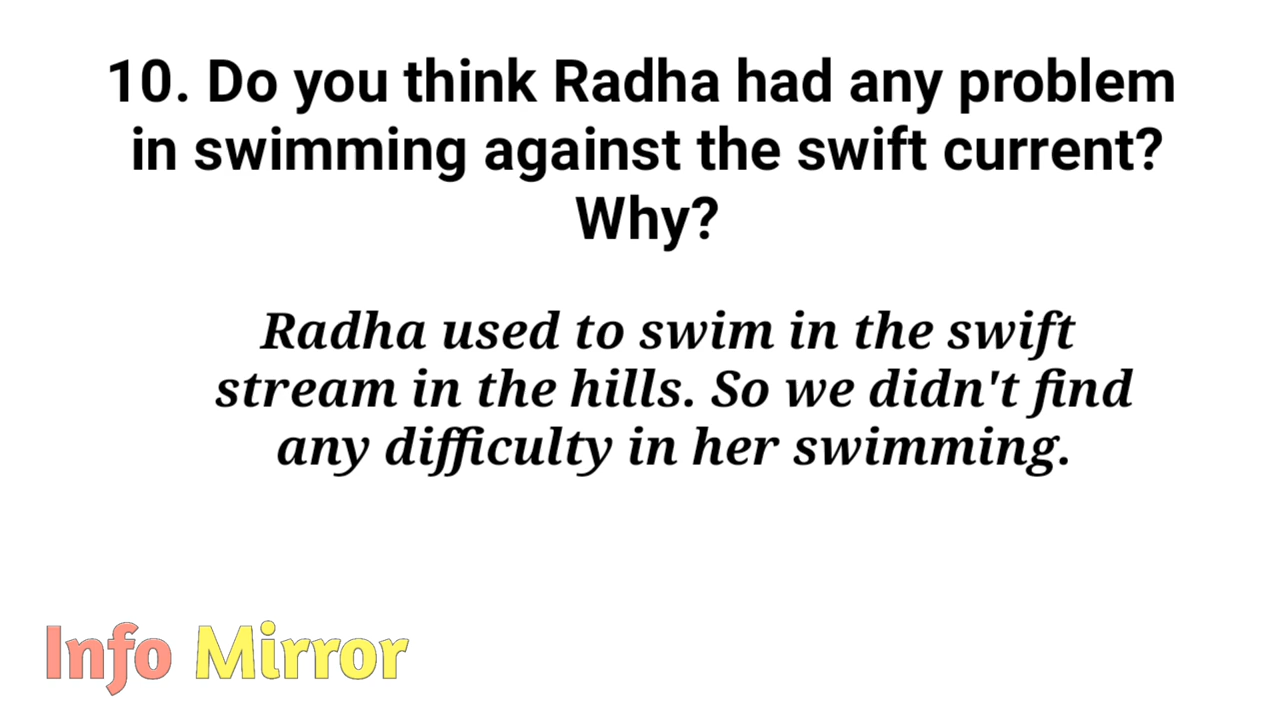 10. Do you think Radha had any problem
in swimming against the swift current?
Why?
Radha used to swim in the swift
stream in the hills. So we didn't find
any difficulty in her swimming.
Info Mirror